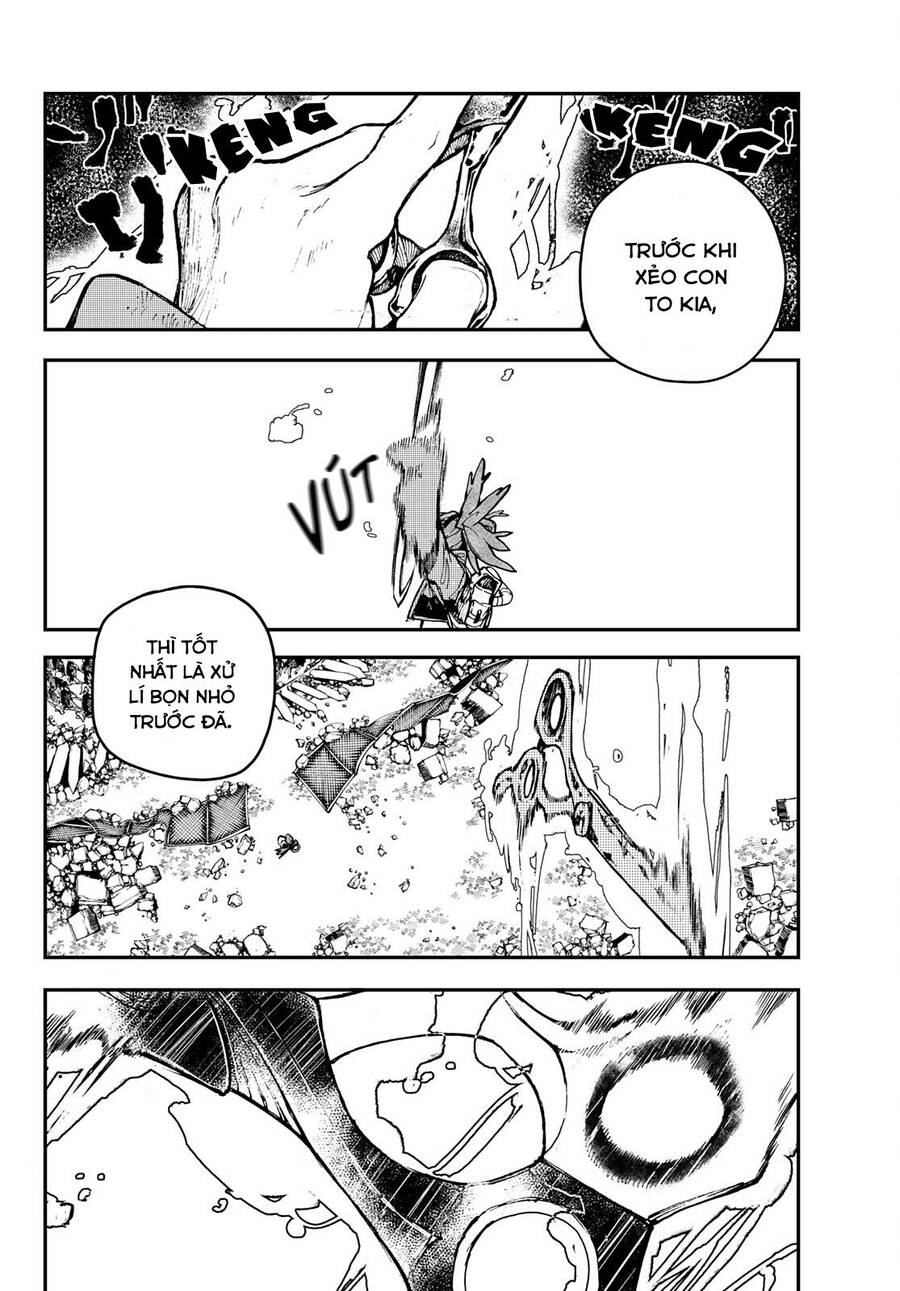 KENG
KENG
TRƯỚC KHI
XẺO CON
TO KIA,
VÚT
THÌ TỐT
NHẤT LÀ XỬ
LÍ BỌN NHỎ
TRƯỚC ĐÃ.